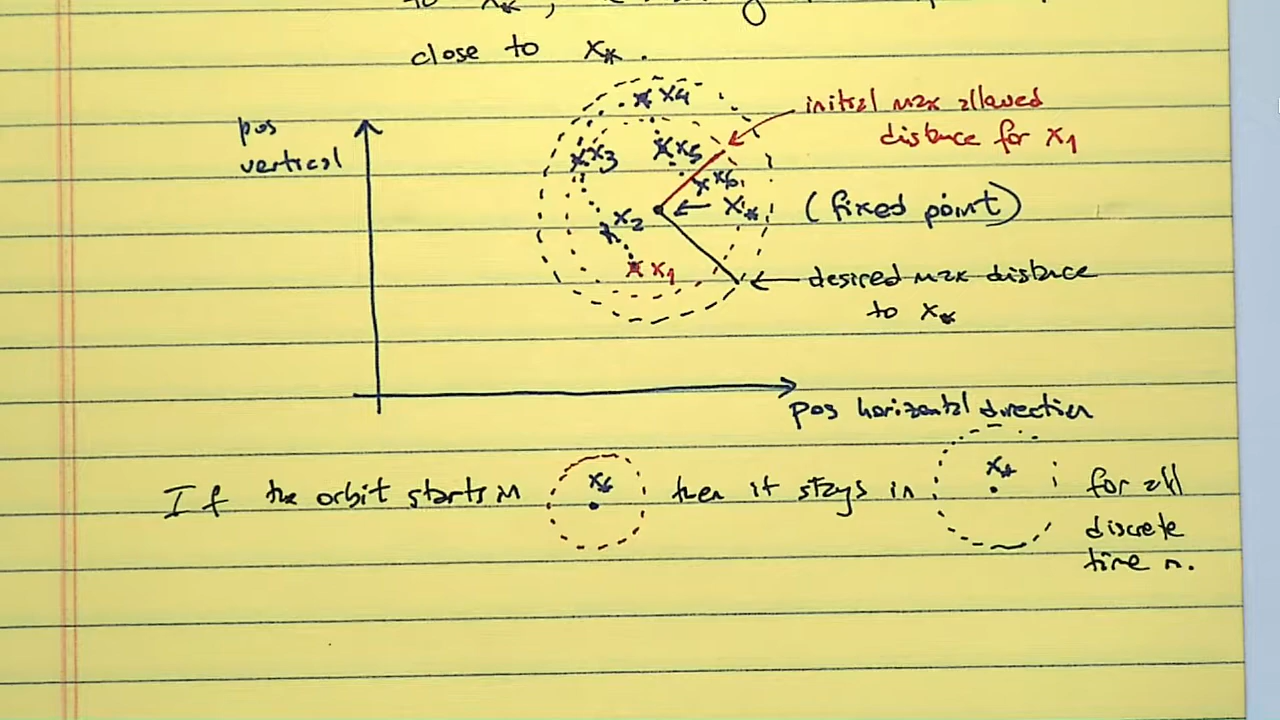 close to x* .
pos
vertical
x4
x3
x5
x6
x2
x1
x*
initial max allowed
distance for x1
(fixed point)
desired max distance
to x*
pos horizontal direction
If the orbit starts in x* then it stays in x* for all
discrete
time n.